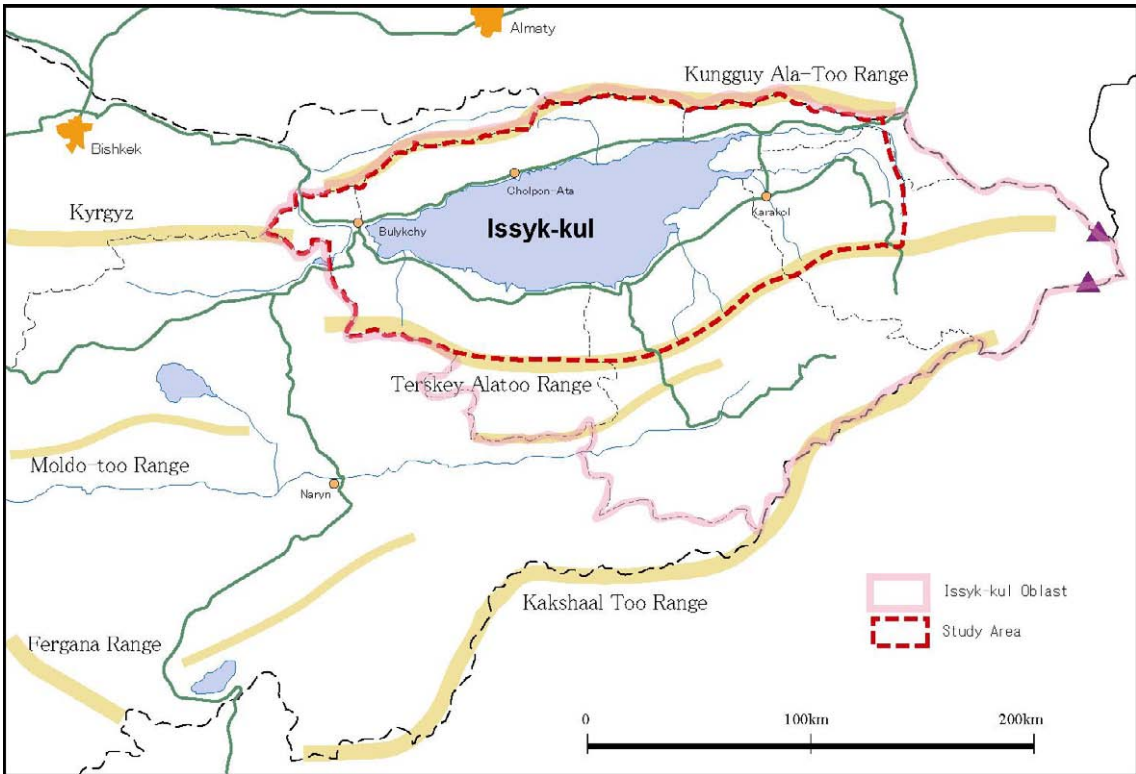 Almaty
Kungguy Ala-Too Range
Bishkek
Cholpon-Ata
Kyrgyz
Karakol
Bulykchy
Issyk-kul
Terskey Alatoo Range
Moldo-too Range
Naryn
Issyk-kul Oblast
Kakshaal Too Range
Study Area
Fergana Range
0 100km 200km